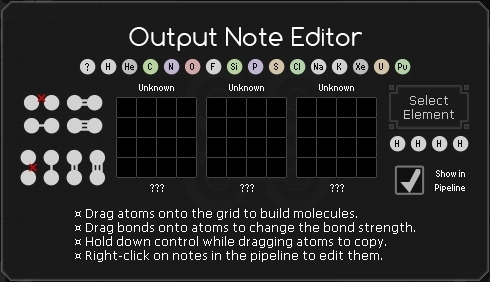 Output Note Editor
? H He C N O F Si P S Cl Na K Xe U Pu
Unknown Unknown Unknown
Select
Element
H H H H
Show in
Pipeline
??? ??? ???
¤ Drag atoms onto the grid to build molecules.
¤ Drag bonds onto atoms to change the bond strength.
¤ Hold down control while dragging atoms to copy.
¤ Right-click on notes in the pipeline to edit them.